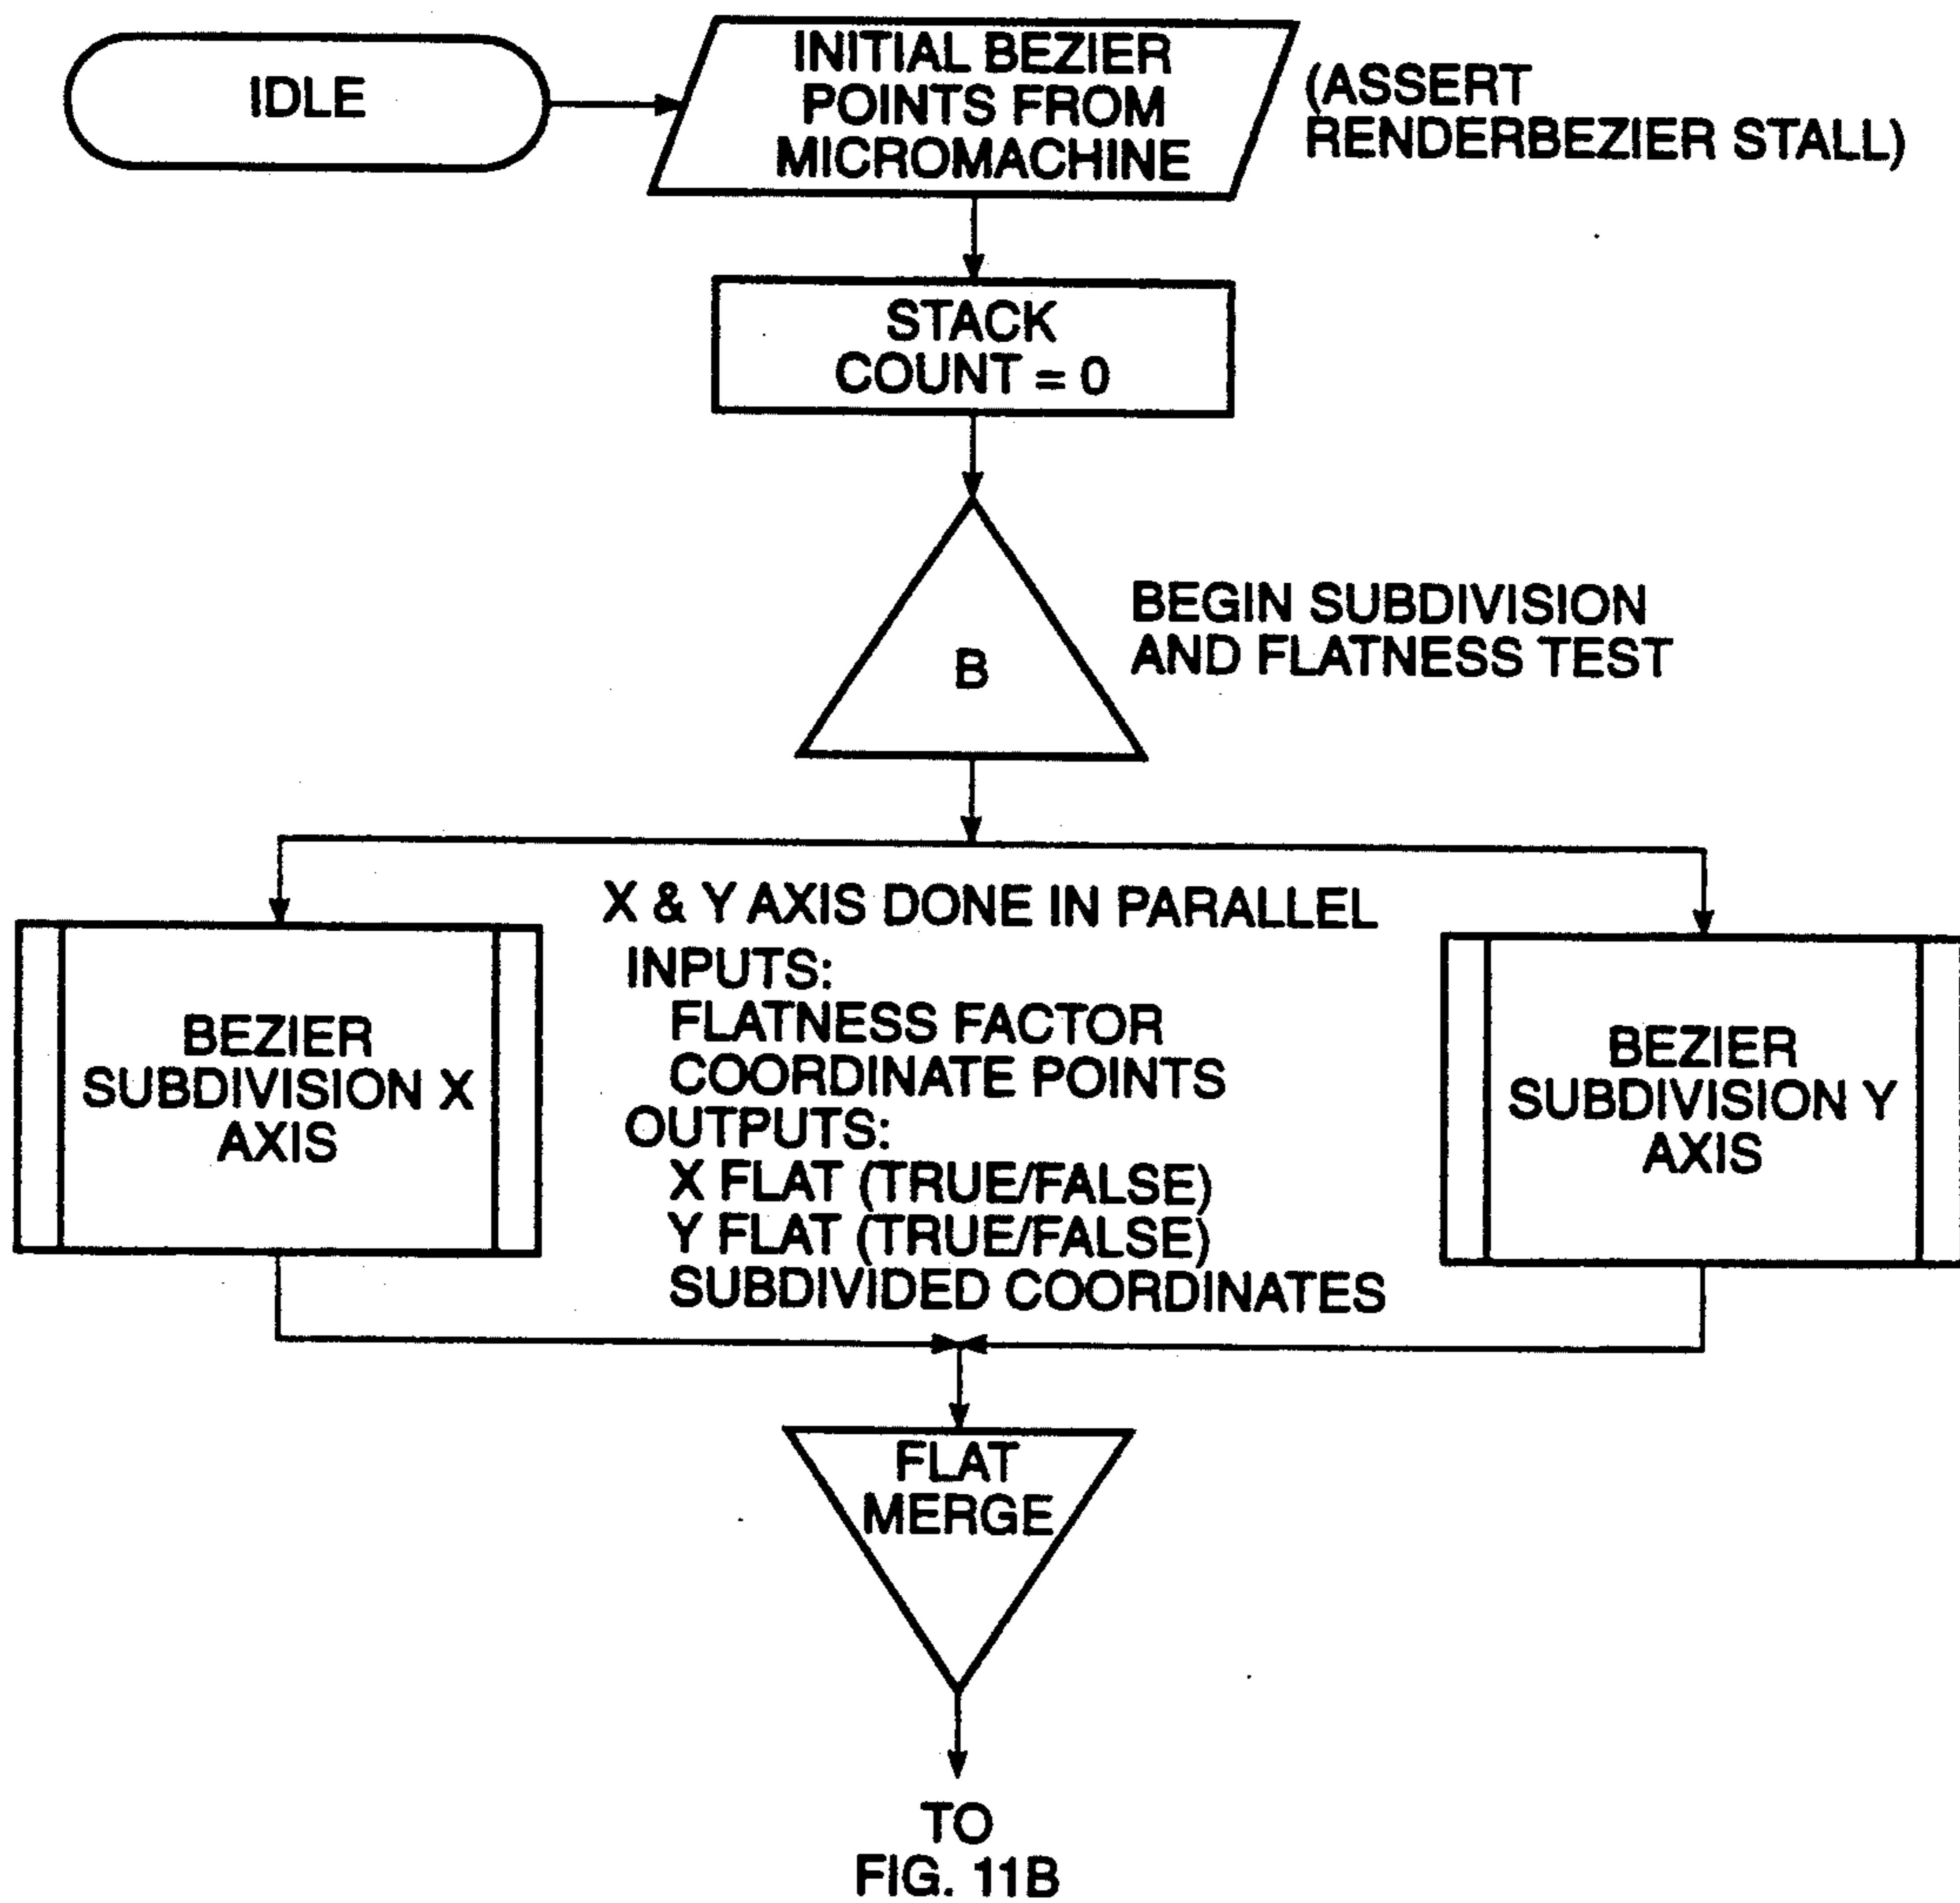 IDLE
INITIAL BEZIER
POINTS FROM
MICROMACHINE
(ASSERT
RENDERBEZIER STALL)
STACK
COUNT = 0
B
BEGIN SUBDIVISION
AND FLATNESS TEST
X & Y AXIS DONE IN PARALLEL
INPUTS:
FLATNESS FACTOR
COORDINATE POINTS
OUTPUTS:
X FLAT (TRUE/FALSE)
Y FLAT (TRUE/FALSE)
SUBDIVIDED COORDINATES
BEZIER
SUBDIVISION X
AXIS
BEZIER
SUBDIVISION Y
AXIS
FLAT
MERGE
TO
FIG. 11B